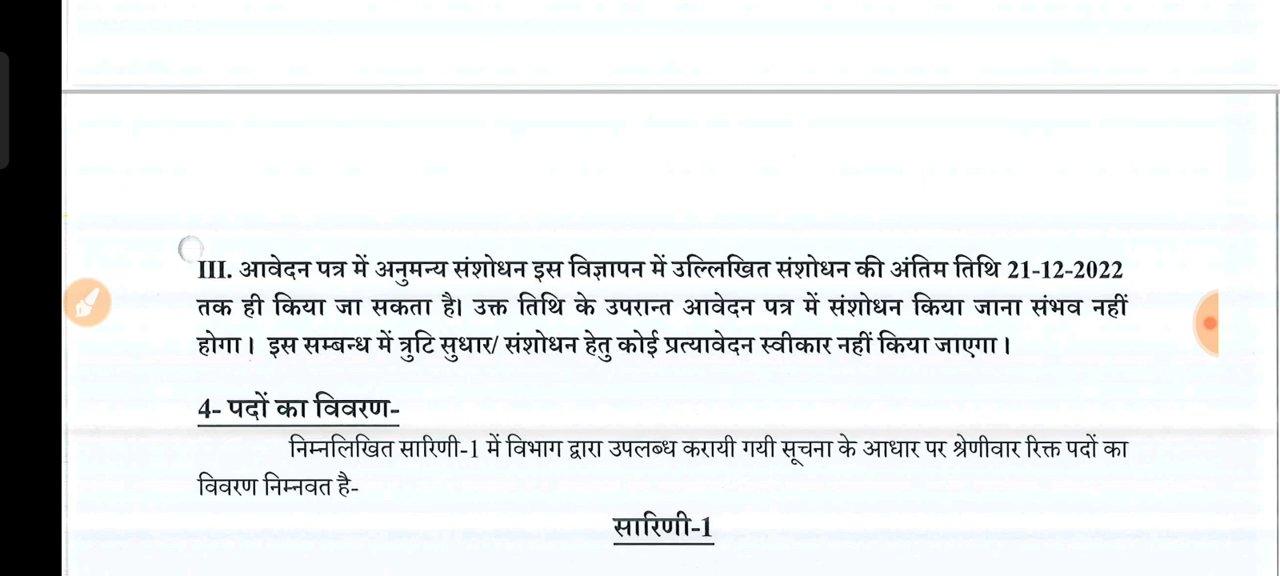 III. आवेदन पत्र में अनुमन्य संशोधन इस विज्ञापन में उल्लिखित संशोधन की अंतिम तिथि 21-12-2022
तक ही किया जा सकता है। उक्त तिथि के उपरान्त आवेदन पत्र में संशोधन किया जाना संभव नहीं
होगा। इस सम्बन्ध में त्रुटि सुधार/ संशोधन हेतु कोई प्रत्यावेदन स्वीकार नहीं किया जाएगा।
4- पदों का विवरण-
निम्नलिखित सारिणी-1 में विभाग द्वारा उपलब्ध करायी गयी सूचना के आधार पर श्रेणीवार रिक्त पदों का
विवरण निम्नवत है-
सारिणी-1